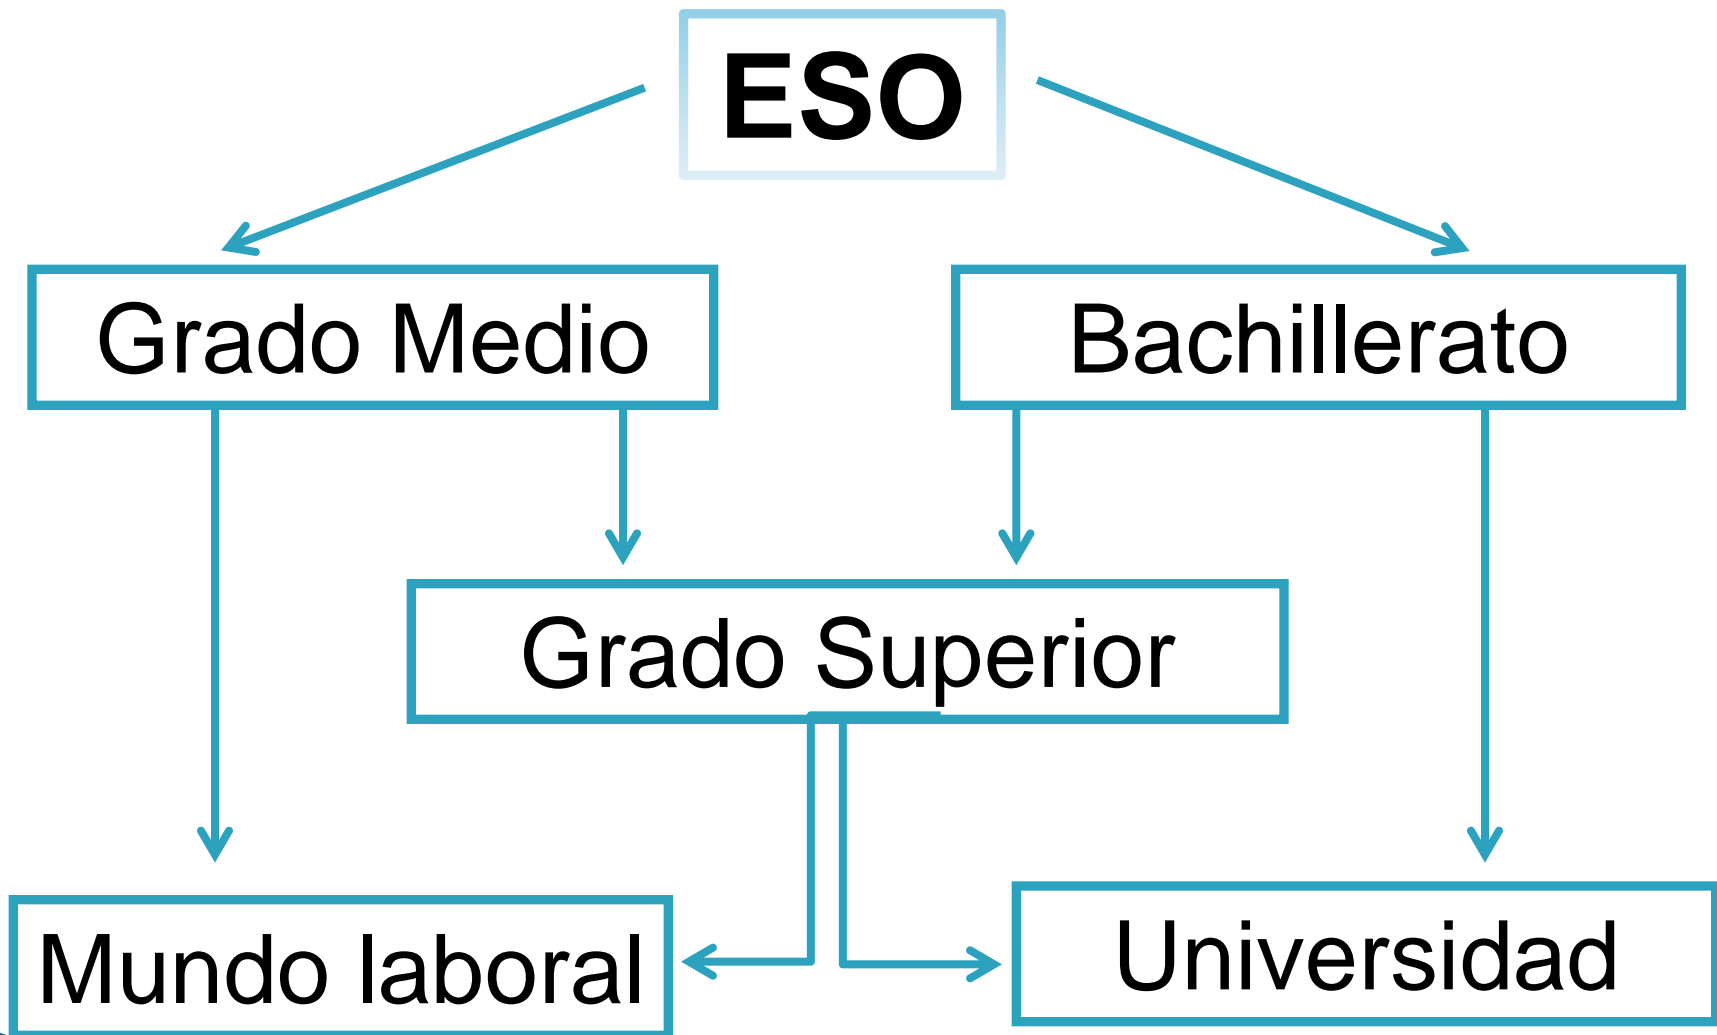 ESO
Grado Medio
Bachillerato
Grado Superior
Mundo laboral
Universidad